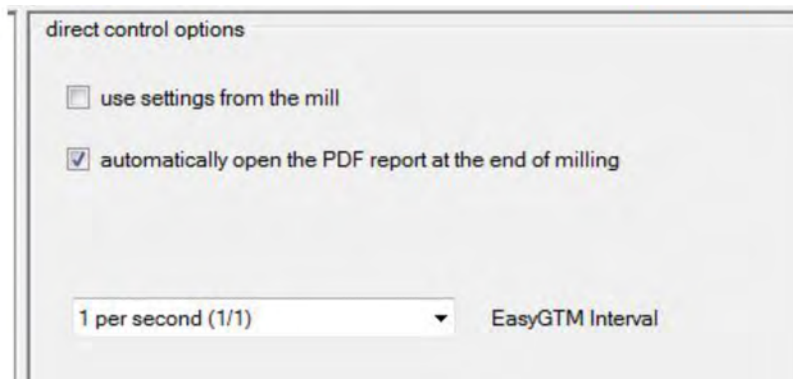 direct control options
use settings from the mill
automatically open the PDF report at the end of milling
1 per second (1/1) EasyGTM Interval